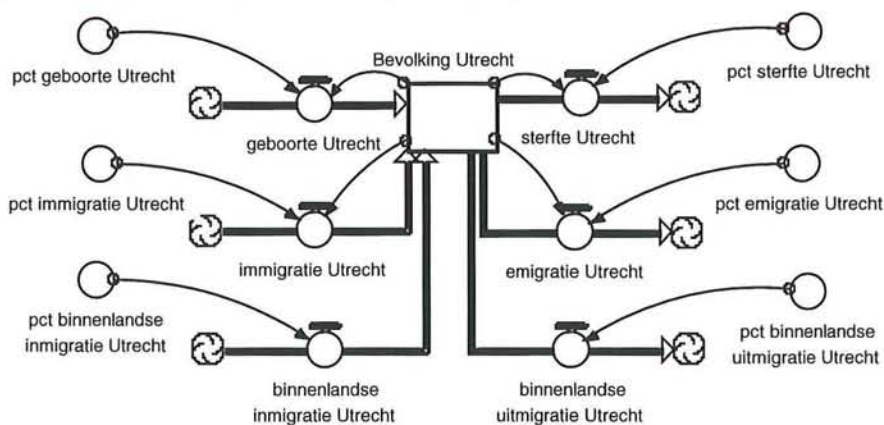 Bevolking Utrecht
pct geboorte Utrecht
pct sterfte Utrecht
geboorte Utrecht
sterfte Utrecht
pct immigratie Utrecht
pct emigratie Utrecht
immigratie Utrecht
emigratie Utrecht
pct binnenlandse
inmigratie Utrecht
pct binnenlandse
uitmigratie Utrecht
binnenlandse
inmigratie Utrecht
binnenlandse
uitmigratie Utrecht